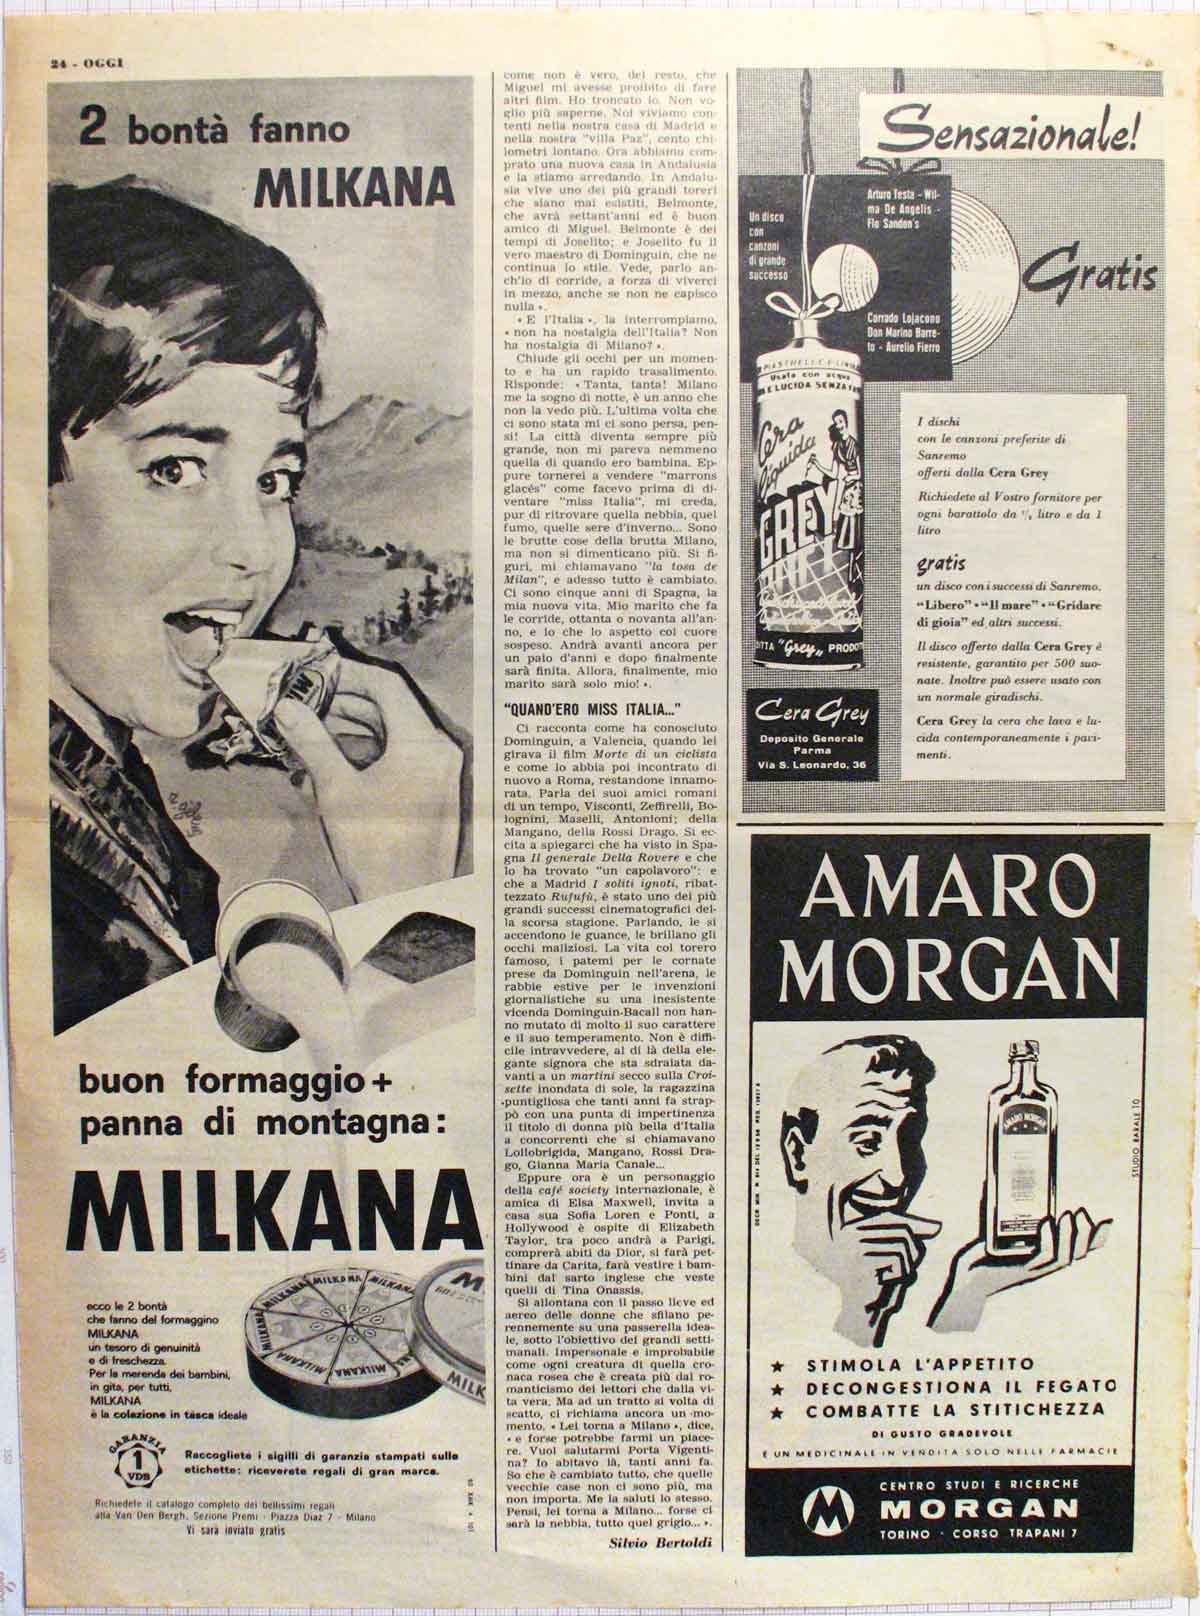 24 - OGGI
2 bontà fanno
MILKANA
buon formaggio +
panna di montagna:
MILKANA
ecco le 2 bontà
che fanno del formaggino
MILKANA
un tesoro di genuinità
e di freschezza.
Per la merenda dei bambini,
in gita, per tutti,
MILKANA
è la colazione in tasca ideale
GARANZIA
1
VDB
Raccogliete i sigilli di garanzia stampati sulle
etichette: riceverete regali di gran marca.
Richiedete il catalogo completo dei bellissimi regali
alla Van Den Bergh, Sezione Premi - Piazza Diaz 7 - Milano
Vi sarà inviato gratis
come non è vero, del resto, che
Miguel mi avesse proibito di fare
altri film. Ho troncato io. Non vo-
glio più saperne. Noi viviamo con-
tenti nella nostra casa di Madrid e
nella nostra "villa Paz", cento chi-
lometri lontano. Ora abbiamo com-
prato una nuova casa in Andalusia
e la stiamo arredando. In Andalu-
sia vive uno dei più grandi toreri
che siano mai esistiti, Belmonte,
che avrà settant'anni ed è buon
amico di Miguel. Belmonte è dei
tempi di Joselito; e Joselito fu il
vero maestro di Dominguin, che ne
continua lo stile. Vede, parlo an-
ch'io di corride, a forza di viverci
in mezzo, anche se non ne capisco
nulla ».
« E l'Italia », la interrompiamo,
« non ha nostalgia dell'Italia? Non
ha nostalgia di Milano? ».
Chiude gli occhi per un momen-
to e ha un rapido trasalimento.
Risponde: « Tanta, tanta! Milano
me la sogno di notte, è un anno che
non la vedo più. L'ultima volta che
ci sono stata mi ci sono persa, pen-
si! La città diventa sempre più
grande, non mi pareva nemmeno
quella di quando ero bambina. Ep-
pure tornerei a vendere "marrons
glacés" come facevo prima di di-
ventare "miss Italia", mi creda,
pur di ritrovare quella nebbia, quel
fumo, quelle sere d'inverno... Sono
le brutte cose della brutta Milano,
ma non si dimenticano più. Si fi-
guri, mi chiamavano "la tosa de
Milan", e adesso tutto è cambiato.
Ci sono cinque anni di Spagna, la
mia nuova vita. Mio marito che fa
le corride, ottanta o novanta all'an-
no, e io che lo aspetto col cuore
sospeso. Andrà avanti ancora per
un paio d'anni e dopo finalmente
sarà finita. Allora, finalmente, mio
marito sarà solo mio! ».
"QUAND'ERO MISS ITALIA..."
Ci racconta come ha conosciuto
Dominguin, a Valencia, quando lei
girava il film Morte di un ciclista
e come lo abbia poi incontrato di
nuovo a Roma, restandone innamo-
rata. Parla dei suoi amici romani
di un tempo, Visconti, Zeffirelli, Bo-
lognini, Maselli, Antonioni; della
Mangano, della Rossi Drago. Si ec-
cita a spiegarci che ha visto in Spa-
gna Il generale Della Rovere e che
lo ha trovato "un capolavoro": e
che a Madrid I soliti ignoti, ribat-
tezzato Rufufù, è stato uno dei più
grandi successi cinematografici del-
la scorsa stagione. Parlando, le si
accendono le guance, le brillano gli
occhi maliziosi. La vita col torero
famoso, i patemi per le cornate
prese da Dominguin nell'arena, le
rabbie estive per le invenzioni
giornalistiche su una inesistente
vicenda Dominguin-Bacall non han-
no mutato di molto il suo carattere
e il suo temperamento. Non è diffi-
cile intravvedere, al di là della ele-
gante signora che sta sdraiata da-
vanti a un martini secco sulla Croi-
sette inondata di sole, la ragazzina
puntigliosa che tanti anni fa strap-
pò con una punta di impertinenza
il titolo di donna più bella d'Italia
a concorrenti che si chiamavano
Lollobrigida, Mangano, Rossi Dra-
go, Gianna Maria Canale...
Eppure ora è un personaggio
della café society internazionale, è
amica di Elsa Maxwell, invita a
casa sua Sofia Loren e Ponti, a
Hollywood è ospite di Elizabeth
Taylor, tra poco andrà a Parigi,
comprerà abiti da Dior, si farà pet-
tinare da Carita, farà vestire i bam-
bini dal sarto inglese che veste
quelli di Tina Onassis.
Si allontana con il passo lieve ed
aereo delle donne che sfilano pe-
rennemente su una passerella idea-
le, sotto l'obiettivo dei grandi setti-
manali. Impersonale e improbabile
come ogni creatura di quella cro-
naca rosea che è creata più dal ro-
manticismo dei lettori che dalla vi-
ta vera. Ma ad un tratto si volta di
scatto, ci richiama ancora un mo-
mento. « Lei torna a Milano », dice,
« e forse potrebbe farmi un piace-
re. Vuol salutarmi Porta Vigenti-
na? Io abitavo là, tanti anni fa.
So che è cambiato tutto, che quelle
vecchie case non ci sono più, ma
non importa. Me la saluti lo stesso.
Pensi, lei torna a Milano... forse ci
sarà la nebbia, tutto quel grigio... ».
Silvio Bertoldi
Sensazionale!
Gratis
Un disco
con
canzoni
di grande
successo
Arturo Testa - Wil-
ma De Angelis -
Flo Sandon's
Corrado Lojacono
Don Marino Barre-
to - Aurelio Fierro
Usata con acqua
E LUCIDA SENZA
Cera
liquida
GREY
DITTA "Grey" PRODO
I dischi
con le canzoni preferite di
Sanremo
offerti dalla Cera Grey
Richiedete al Vostro fornitore per
ogni barattolo da ½ litro e da 1
litro
gratis
un disco con i successi di Sanremo.
"Libero" • "Il mare" • "Gridare
di gioia" ed altri successi.
Il disco offerto dalla Cera Grey è
resistente, garantito per 500 suo-
nate. Inoltre può essere usato con
un normale giradischi.
Cera Grey la cera che lava e lu-
cida contemporaneamente i pavi-
menti.
Cera Grey
Deposito Generale
Parma
Via S. Leonardo, 36
AMARO
MORGAN
AMARO MORGAN
STUDIO BARALE 10
★ STIMOLA L'APPETITO
★ DECONGESTIONA IL FEGATO
★ COMBATTE LA STITICHEZZA
DI GUSTO GRADEVOLE
E UN MEDICINALE IN VENDITA SOLO NELLE FARMACIE
M
CENTRO STUDI E RICERCHE
MORGAN
TORINO - CORSO TRAPANI 7